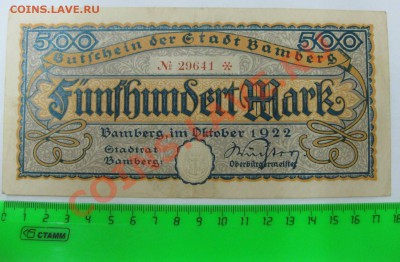 COINS.LAVE.RU
500 500
Gutschein der Stadt Bamberg
№ 29641 *
Fünfhundert Mark
Bamberg, im Oktober 1922
Stadtrat
Bamberg:
Oberbürgermeister
0 1 2 3 4 5 6 7 8 9 10 11 12 13 14 15 16 17 18
СТАММ